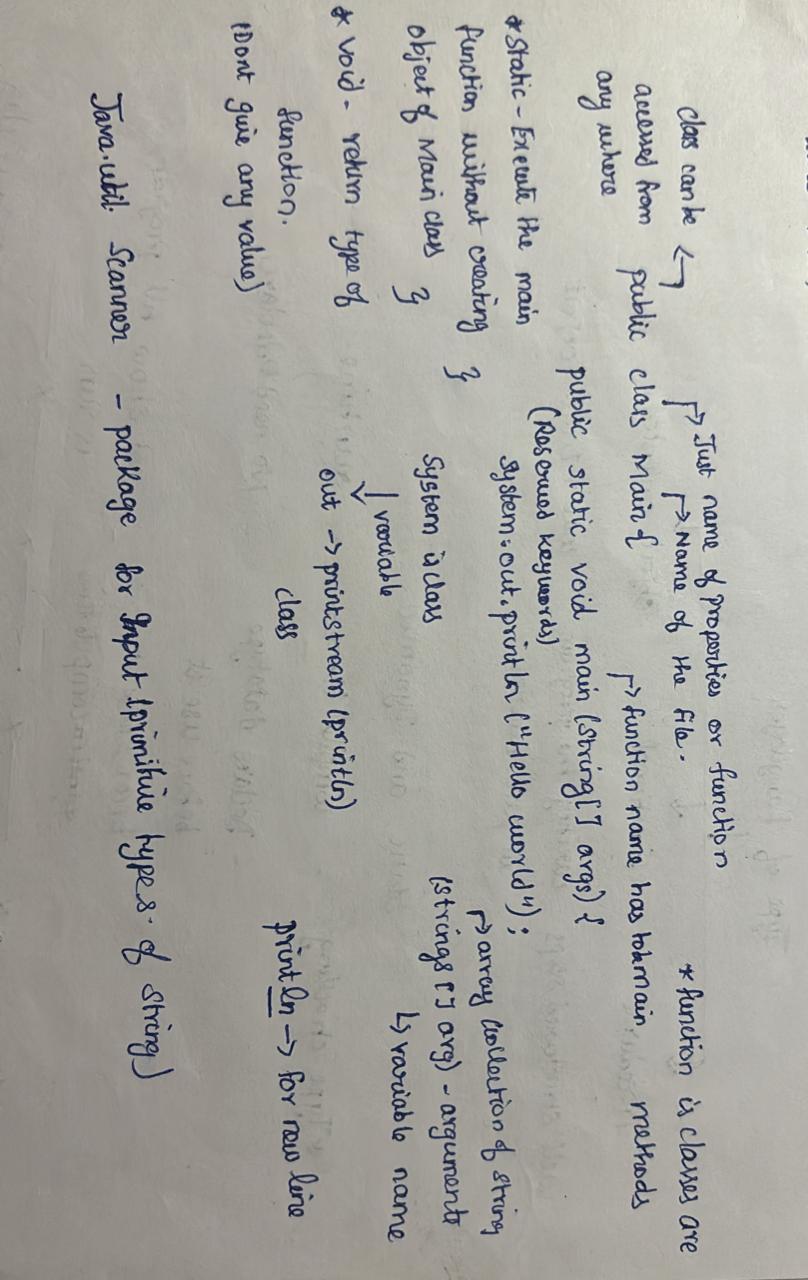 Just name of properties or function
class can be
Name of the file.
* function is classes are
accessed from
public class Main {
function name has to main
methods
any where
public static void main (String[] args) {
(Reserved keywords)
* Static - Execute the main
System.out.println ("Hello world");
array collection of string
function without creating
}
(strings [] arg) - arguments
object of Main class
}
System is class
variable name
variable
* void - return type of
out -> printstream (println)
function.
class
println -> for new line
(Dont give any value)
Java.util. Scanner - package for Input (primitive types of string)